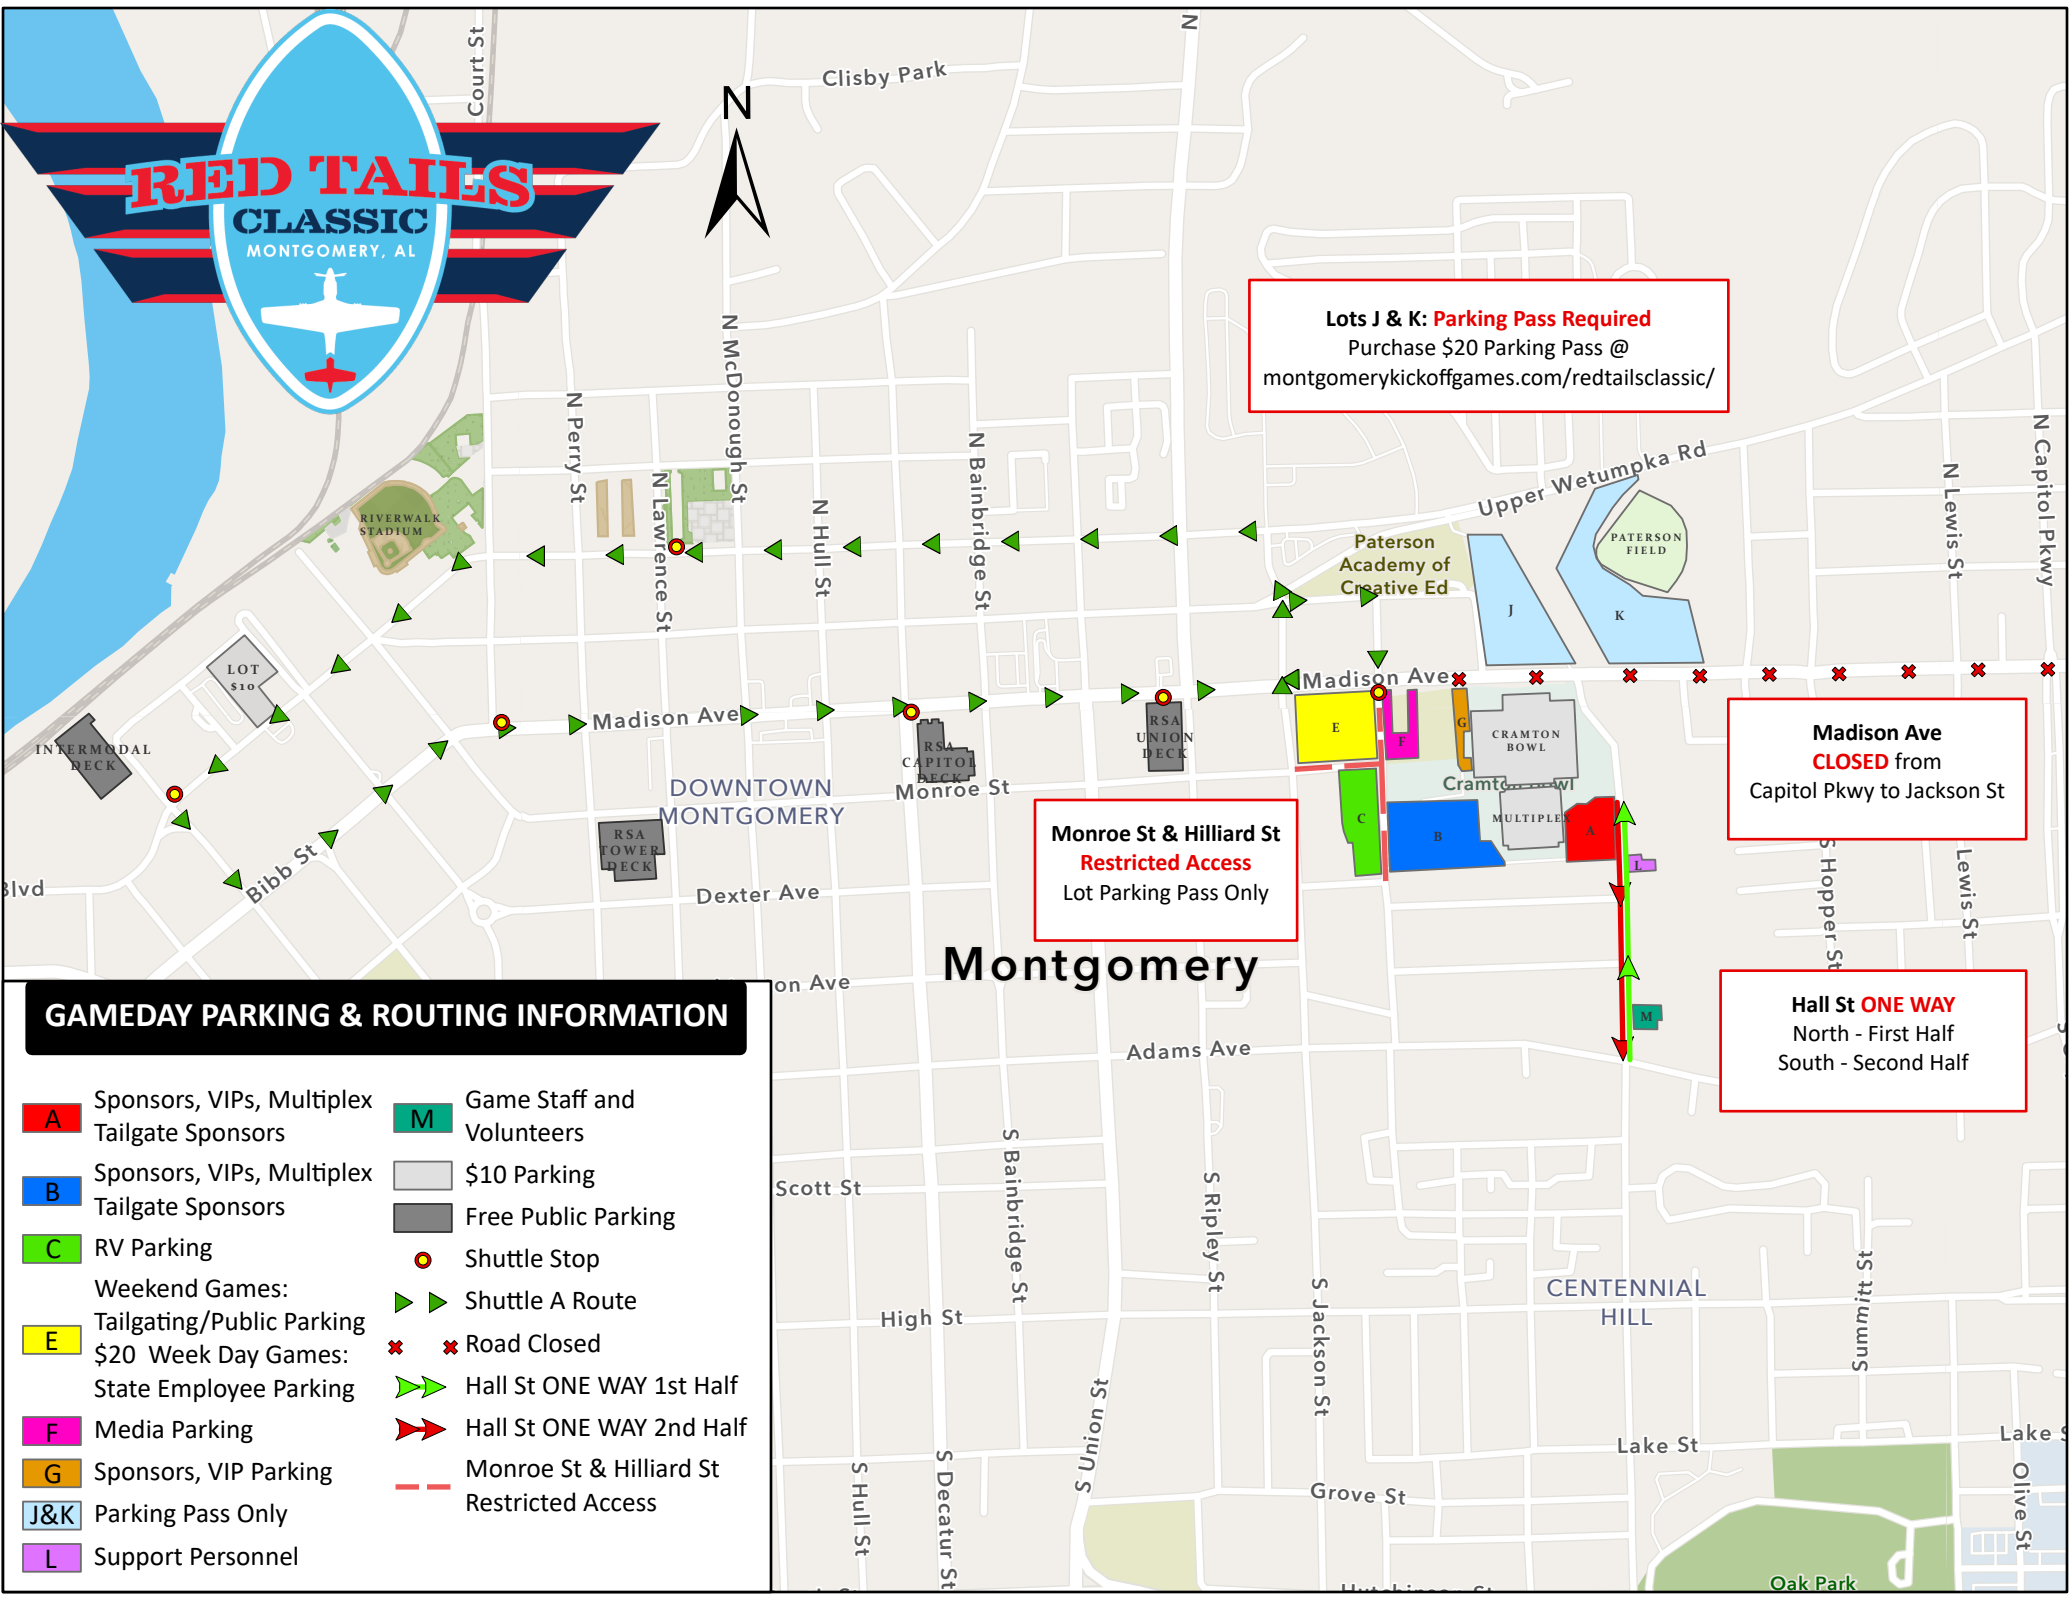 Court St
Clisby Park
N
N
RED TAILS
CLASSIC
MONTGOMERY, AL
N McDonough St
N Perry St
N Lawrence St
N Hull St
N Bainbridge St
Lots J & K: Parking Pass Required
Purchase $20 Parking Pass @
montgomerykickoffgames.com/redtailsclassic/
Upper Wetumpka Rd
N Lewis St
N Capitol Pkwy
RIVERWALK
STADIUM
Paterson
Academy of
Creative Ed
PATERSON
FIELD
J
K
LOT
$10
INTERMODAL
DECK
Madison Ave
Madison Ave
RSA
CAPITOL
DECK
RSA
UNION
DECK
E
F
G
CRAMTON
BOWL
MULTIPLEX
C
B
A
L
M
Monroe St
DOWNTOWN
MONTGOMERY
RSA
TOWER
DECK
Madison Ave
CLOSED from
Capitol Pkwy to Jackson St
Monroe St & Hilliard St
Restricted Access
Lot Parking Pass Only
Blvd
Bibb St
Dexter Ave
S Hopper St
Lewis St
Montgomery
on Ave
Hall St ONE WAY
North - First Half
South - Second Half
Adams Ave
Scott St
S Bainbridge St
S Ripley St
S Jackson St
High St
CENTENNIAL
HILL
Summitt St
S Union St
S Hull St
S Decatur St
Lake St
Lake S
Grove St
Olive St
Oak Park
GAMEDAY PARKING & ROUTING INFORMATION
A
Sponsors, VIPs, Multiplex
Tailgate Sponsors
B
Sponsors, VIPs, Multiplex
Tailgate Sponsors
C
RV Parking
E
Weekend Games:
Tailgating/Public Parking
$20 Week Day Games:
State Employee Parking
F
Media Parking
G
Sponsors, VIP Parking
J&K
Parking Pass Only
L
Support Personnel
M
Game Staff and
Volunteers
$10 Parking
Free Public Parking
Shuttle Stop
Shuttle A Route
Road Closed
Hall St ONE WAY 1st Half
Hall St ONE WAY 2nd Half
Monroe St & Hilliard St
Restricted Access